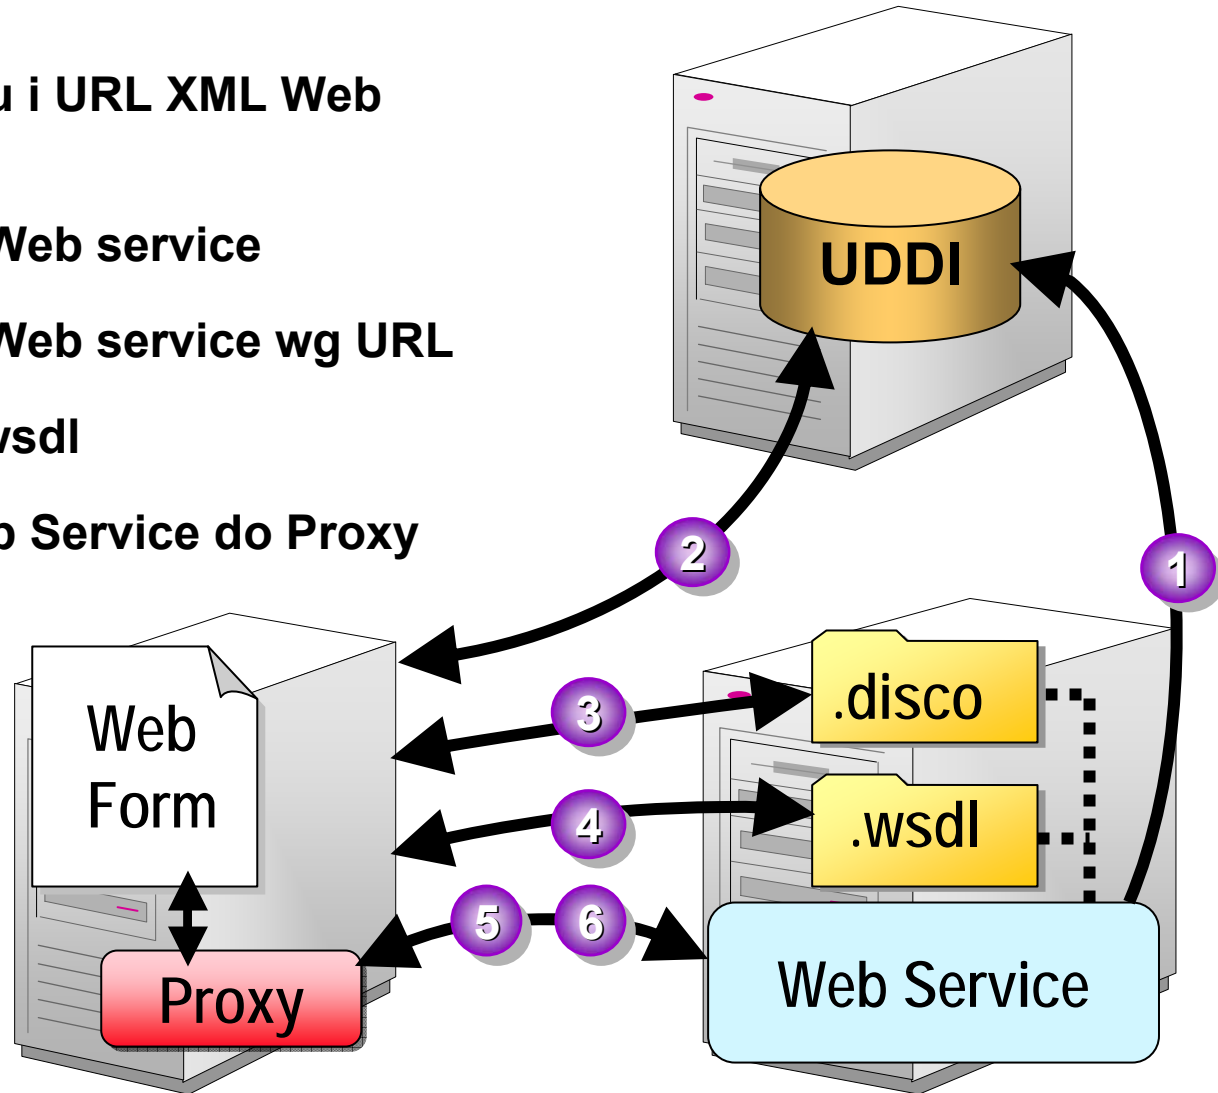 u i URL XML Web
Web service
Web service wg URL
wsdl
b Service do Proxy
UDDI
2
1
Web
Form
3
.disco
4
.wsdl
5
6
Proxy
Web Service